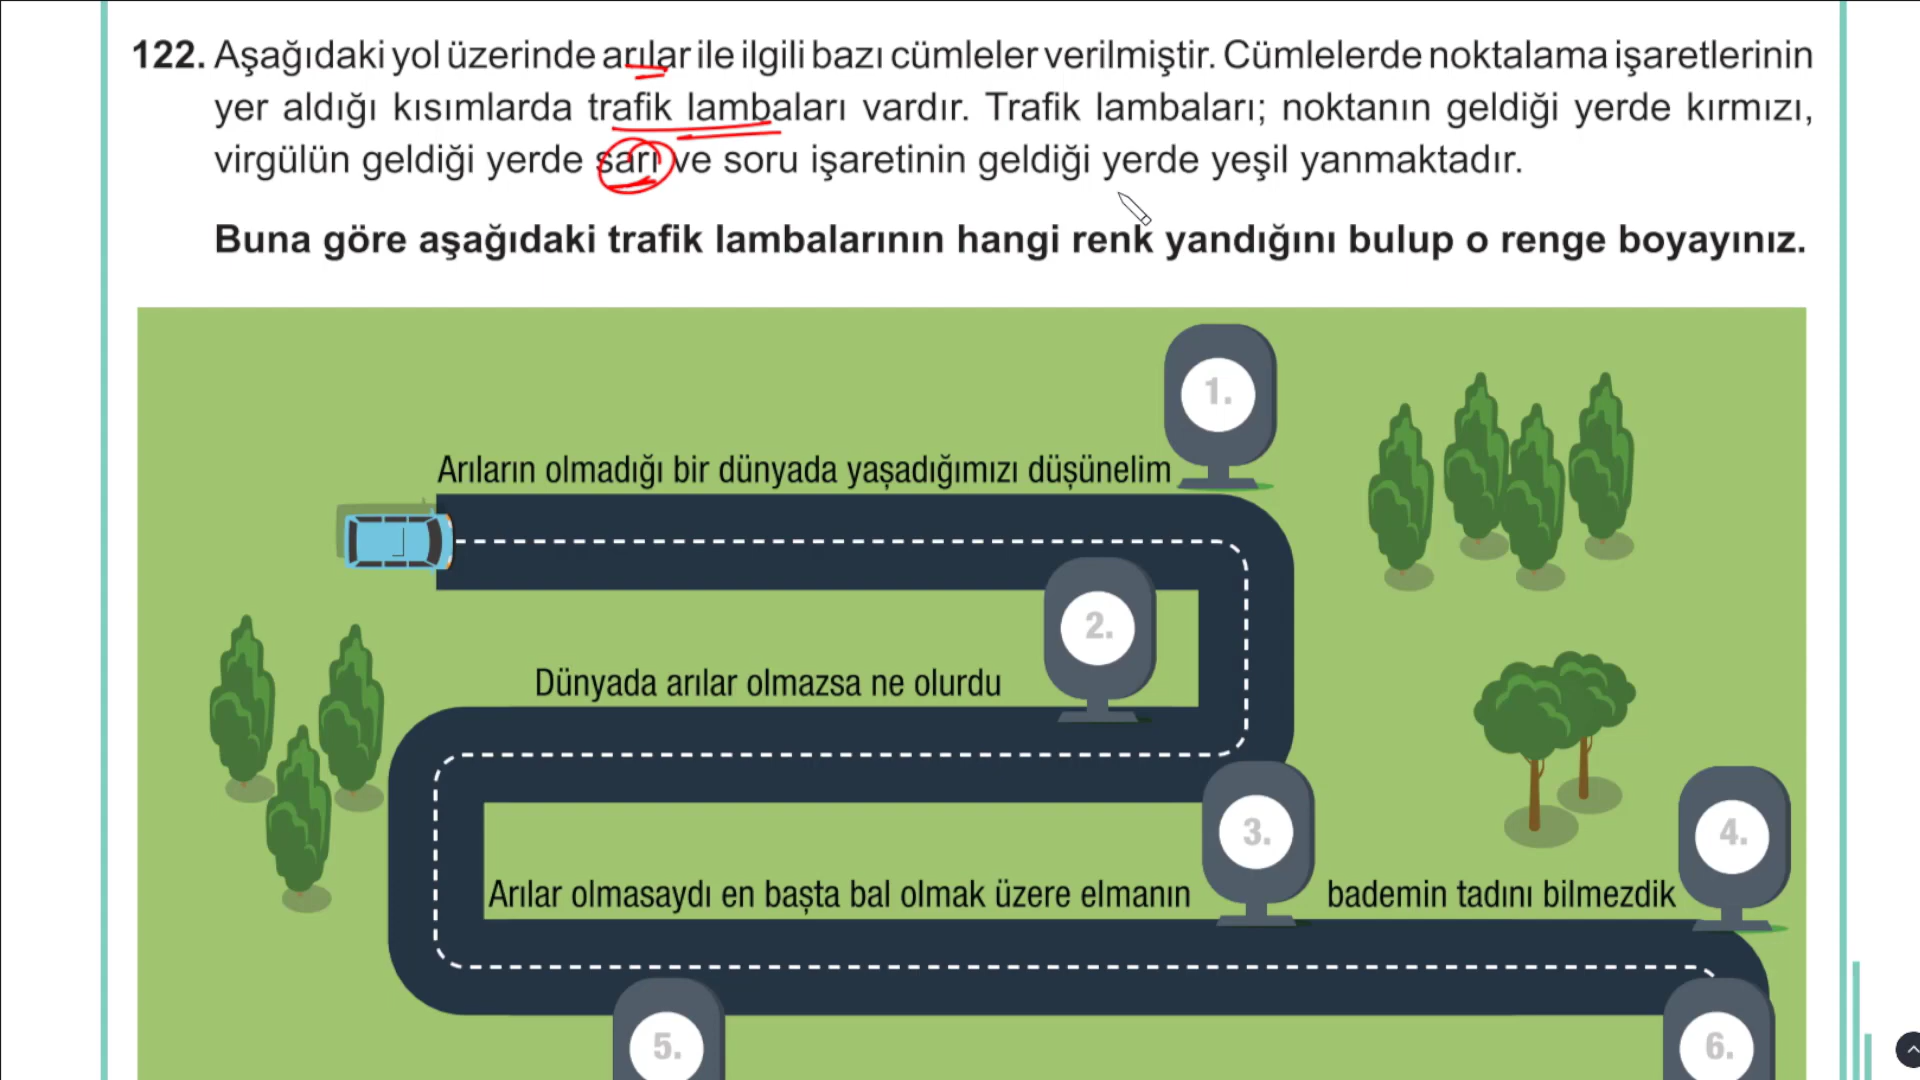 122. Aşağıdaki yol üzerinde arılar ile ilgili bazı cümleler verilmiştir. Cümlelerde noktalama işaretlerinin
yer aldığı kısımlarda trafik lambaları vardır. Trafik lambaları; noktanın geldiği yerde kırmızı,
virgülün geldiği yerde sarı ve soru işaretinin geldiği yerde yeşil yanmaktadır.
Buna göre aşağıdaki trafik lambalarının hangi renk yandığını bulup o renge boyayınız.
1.
Arıların olmadığı bir dünyada yaşadığımızı düşünelim
2.
Dünyada arılar olmazsa ne olurdu
3.
4.
Arılar olmasaydı en başta bal olmak üzere elmanın bademin tadını bilmezdik
5.
6.